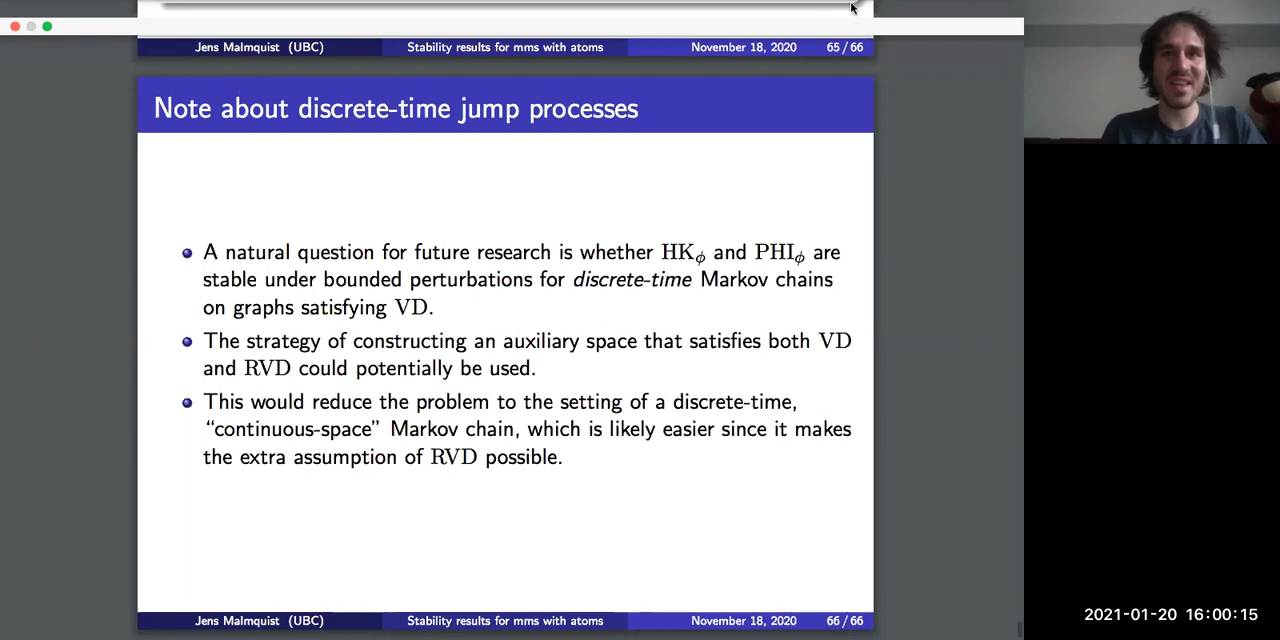 Jens Malmquist (UBC) Stability results for mms with atoms November 18, 2020 65 / 66
Note about discrete-time jump processes
A natural question for future research is whether HKϕ and PHIϕ are
stable under bounded perturbations for discrete-time Markov chains
on graphs satisfying VD.
The strategy of constructing an auxiliary space that satisfies both VD
and RVD could potentially be used.
This would reduce the problem to the setting of a discrete-time,
“continuous-space” Markov chain, which is likely easier since it makes
the extra assumption of RVD possible.
Jens Malmquist (UBC) Stability results for mms with atoms November 18, 2020 66 / 66
2021-01-20 16:00:15